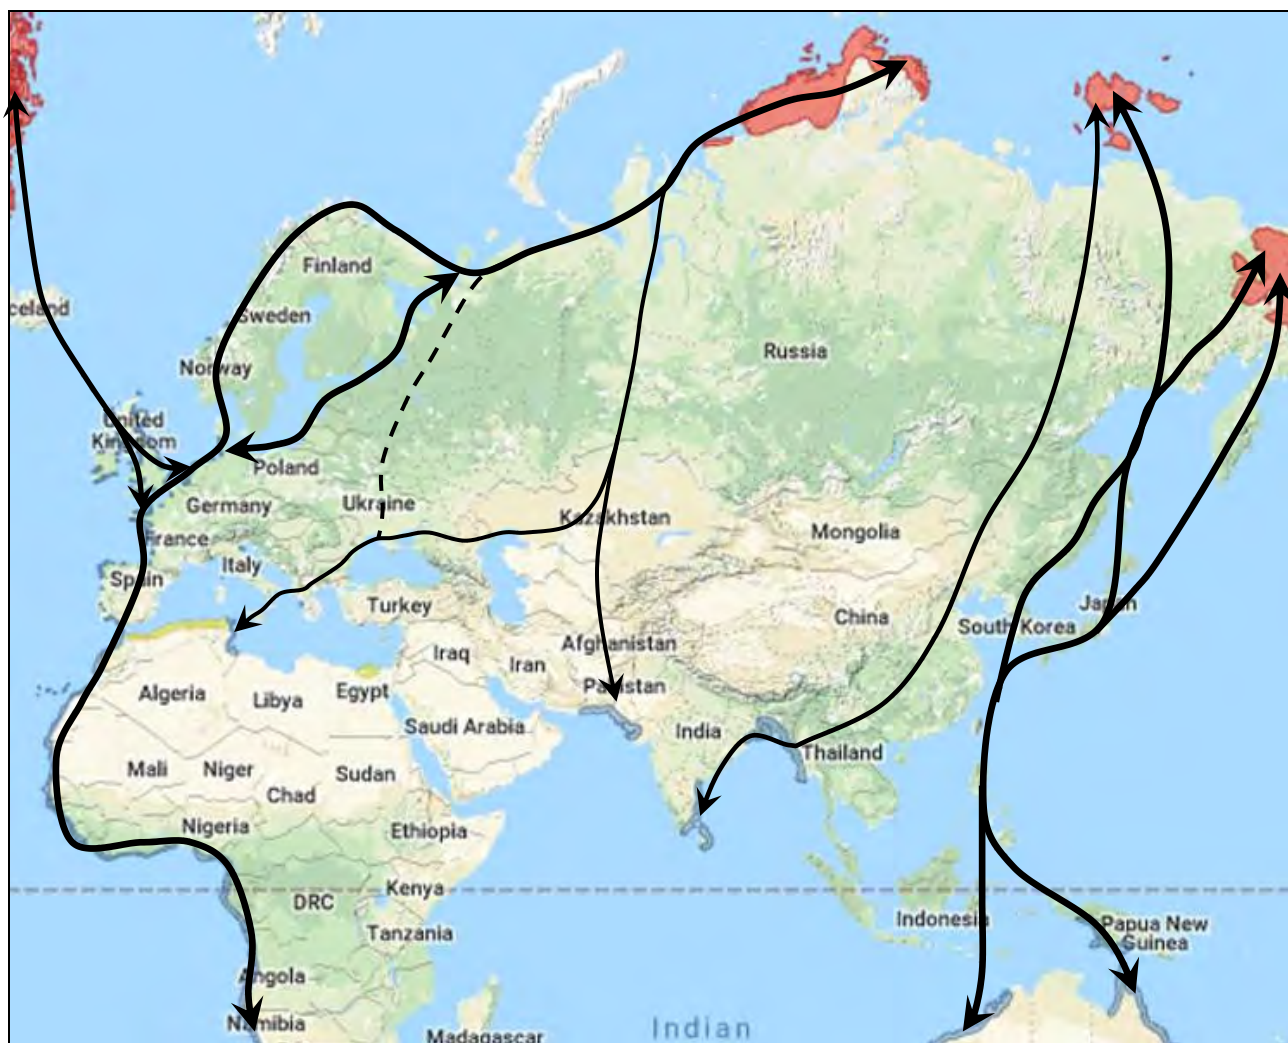 Finland
celand
Sweden
Norway
Russia
United
Kingdom
Poland
Germany
Ukraine
Kazakhstan
Mongolia
France
Italy
Spain
Turkey
China
Japan
South Korea
Afghanistan
Iraq
Iran
Pakistan
Algeria
Libya
Egypt
Saudi Arabia
India
Thailand
Mali
Niger
Sudan
Chad
Nigeria
Ethiopia
Kenya
DRC
Indonesia
Papua New
Guinea
Tanzania
Angola
Namibia
Madagascar
Indian